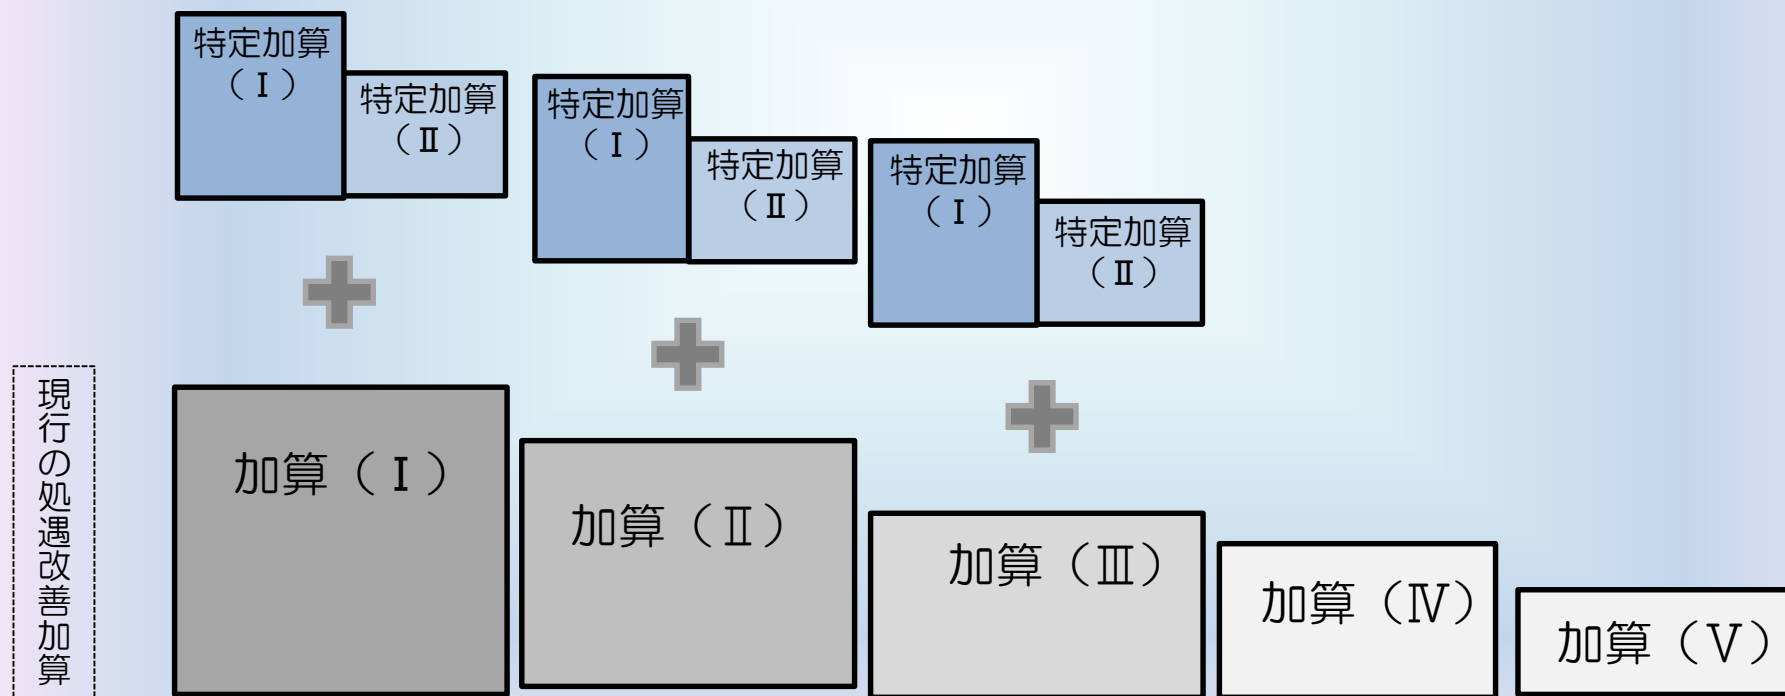 特定加算
（Ⅰ）
特定加算
（Ⅱ）
特定加算
（Ⅰ）
特定加算
（Ⅱ）
特定加算
（Ⅰ）
特定加算
（Ⅱ）
現行の処遇改善加算
加算（Ⅰ）
加算（Ⅱ）
加算（Ⅲ）
加算（Ⅳ）
加算（Ⅴ）